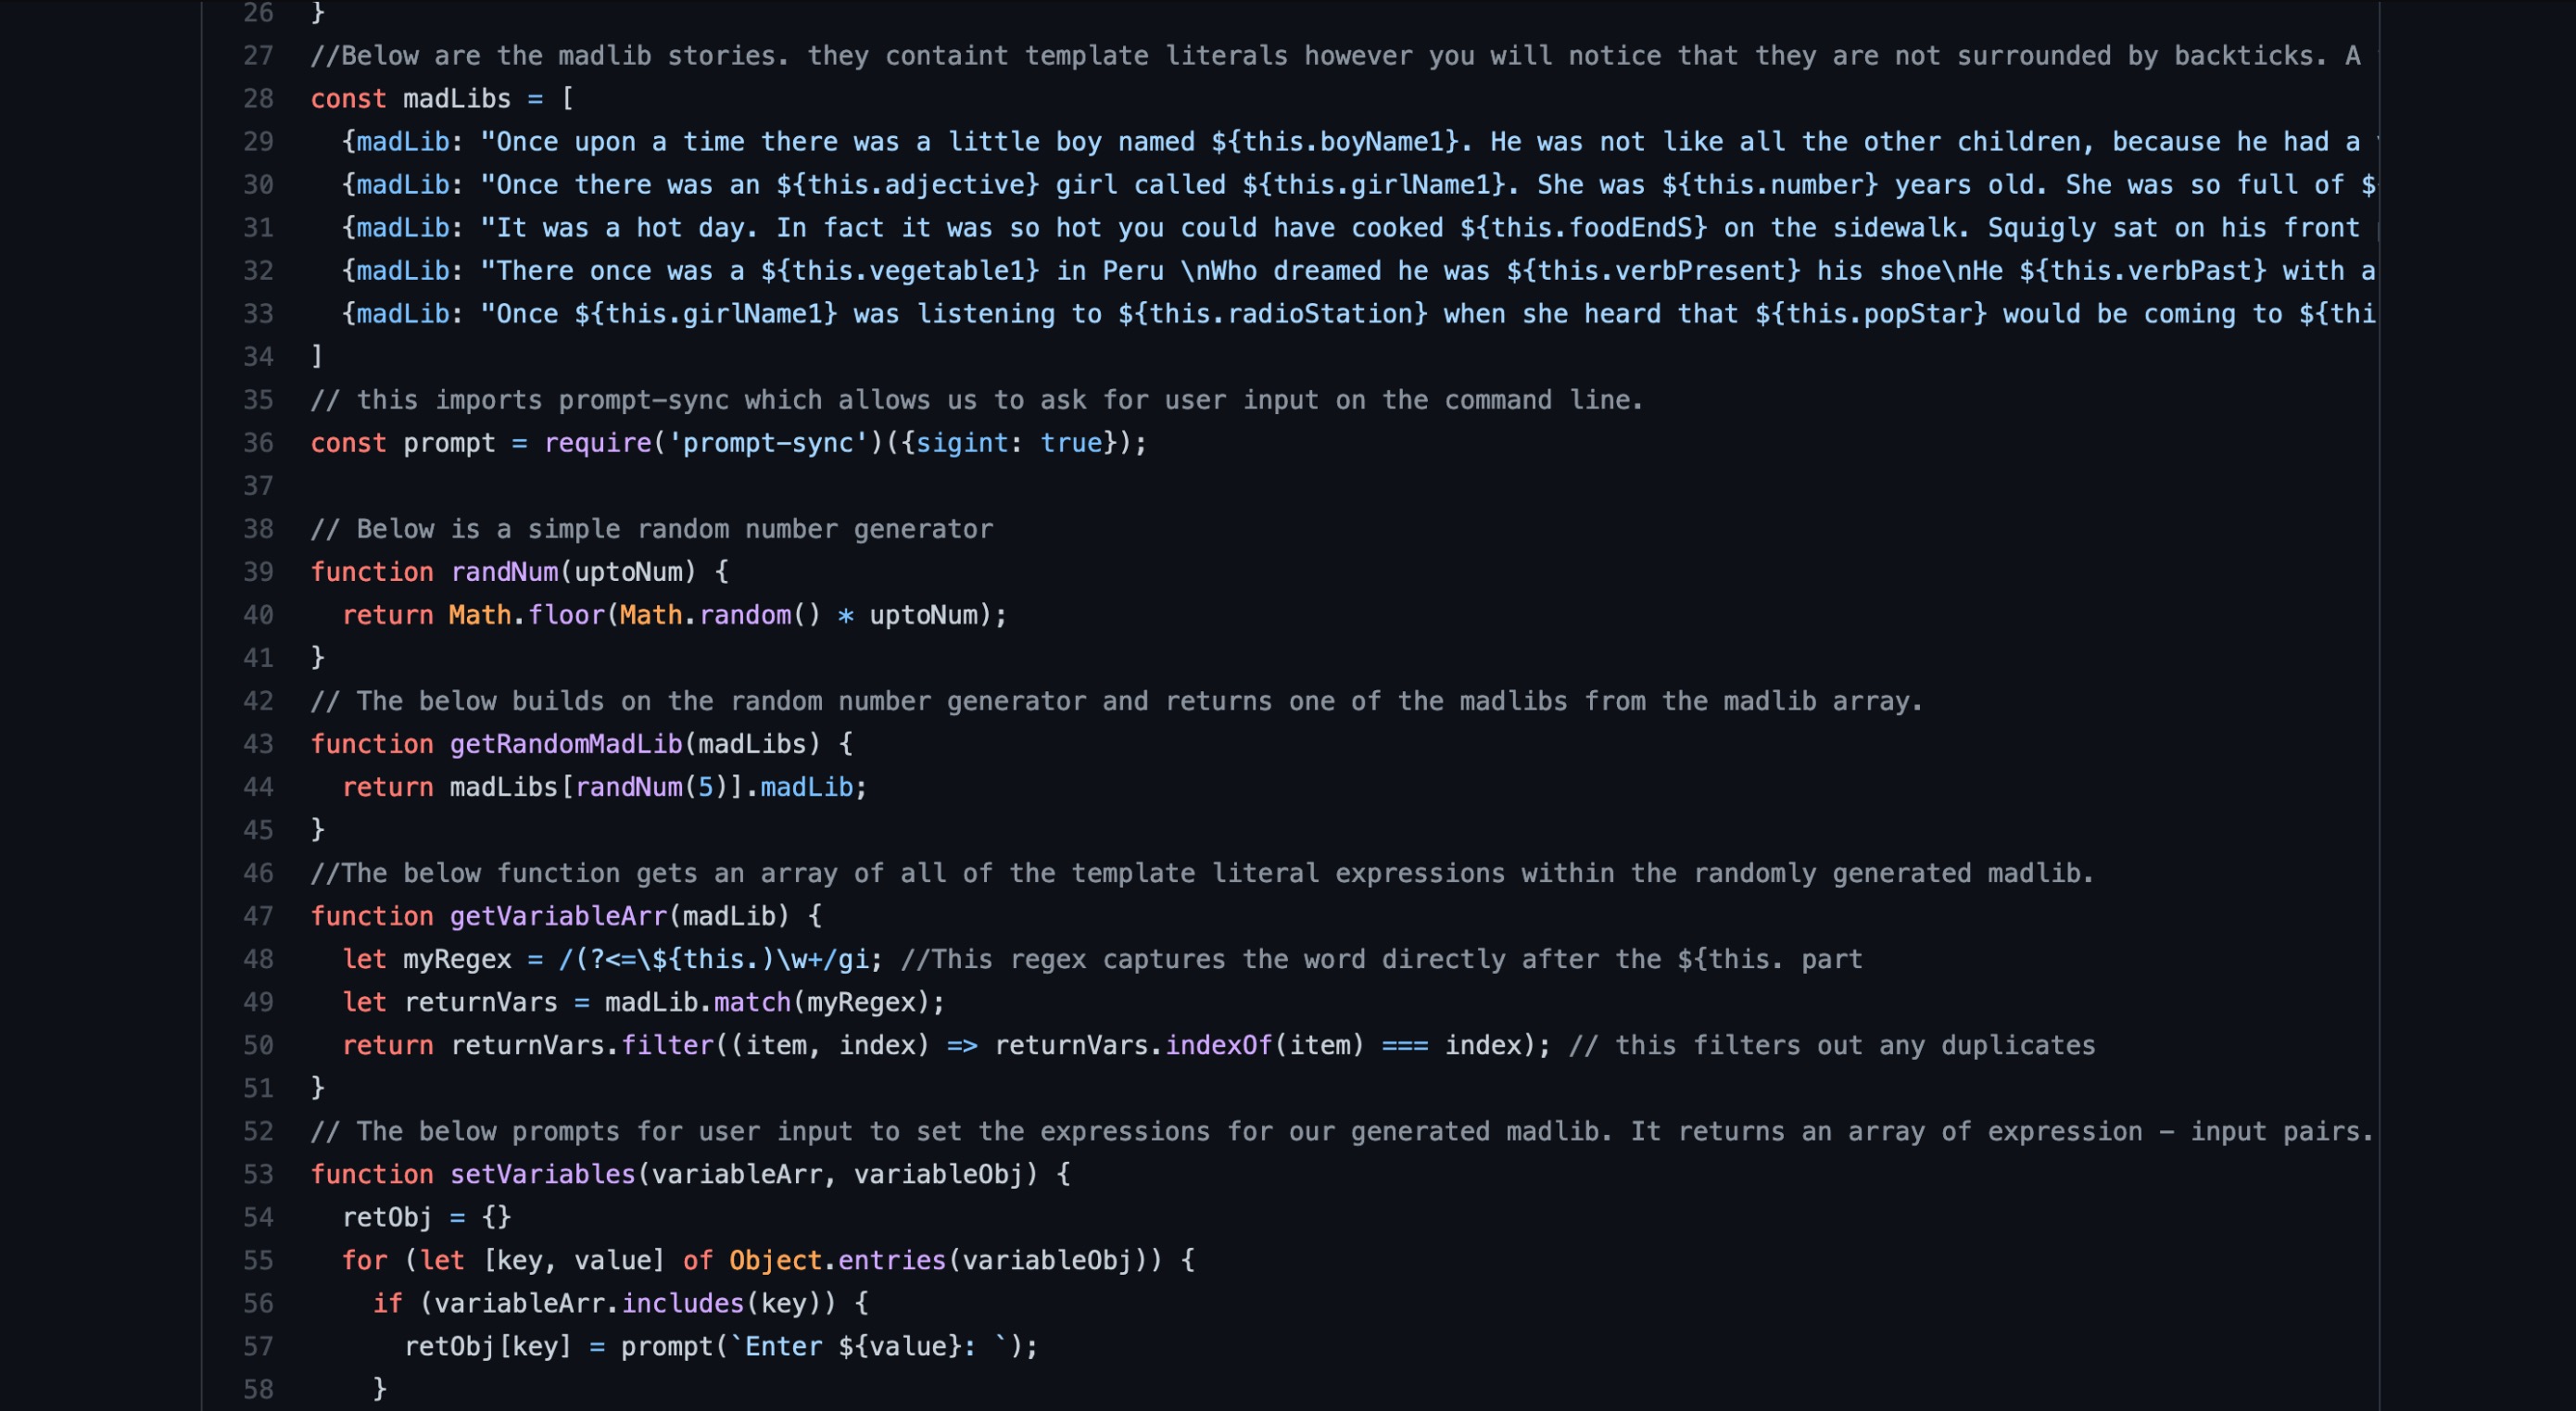 26 }
27 //Below are the madlib stories. they containt template literals however you will notice that they are not surrounded by backticks. A
28 const madLibs = [
29   {madLib: "Once upon a time there was a little boy named ${this.boyName1}. He was not like all the other children, because he had a
30   {madLib: "Once there was an ${this.adjective} girl called ${this.girlName1}. She was ${this.number} years old. She was so full of $
31   {madLib: "It was a hot day. In fact it was so hot you could have cooked ${this.foodEndS} on the sidewalk. Squigly sat on his front
32   {madLib: "There once was a ${this.vegetable1} in Peru \nWho dreamed he was ${this.verbPresent} his shoe\nHe ${this.verbPast} with a
33   {madLib: "Once ${this.girlName1} was listening to ${this.radioStation} when she heard that ${this.popStar} would be coming to ${thi
34 ]
35 // this imports prompt-sync which allows us to ask for user input on the command line.
36 const prompt = require('prompt-sync')({sigint: true});
37
38 // Below is a simple random number generator
39 function randNum(uptoNum) {
40   return Math.floor(Math.random() * uptoNum);
41 }
42 // The below builds on the random number generator and returns one of the madlibs from the madlib array.
43 function getRandomMadLib(madLibs) {
44   return madLibs[randNum(5)].madLib;
45 }
46 //The below function gets an array of all of the template literal expressions within the randomly generated madlib.
47 function getVariableArr(madLib) {
48   let myRegex = /(?<=\${this.)\w+/gi; //This regex captures the word directly after the ${this. part
49   let returnVars = madLib.match(myRegex);
50   return returnVars.filter((item, index) => returnVars.indexOf(item) === index); // this filters out any duplicates
51 }
52 // The below prompts for user input to set the expressions for our generated madlib. It returns an array of expression – input pairs.
53 function setVariables(variableArr, variableObj) {
54   retObj = {}
55   for (let [key, value] of Object.entries(variableObj)) {
56     if (variableArr.includes(key)) {
57       retObj[key] = prompt(`Enter ${value}: `);
58     }